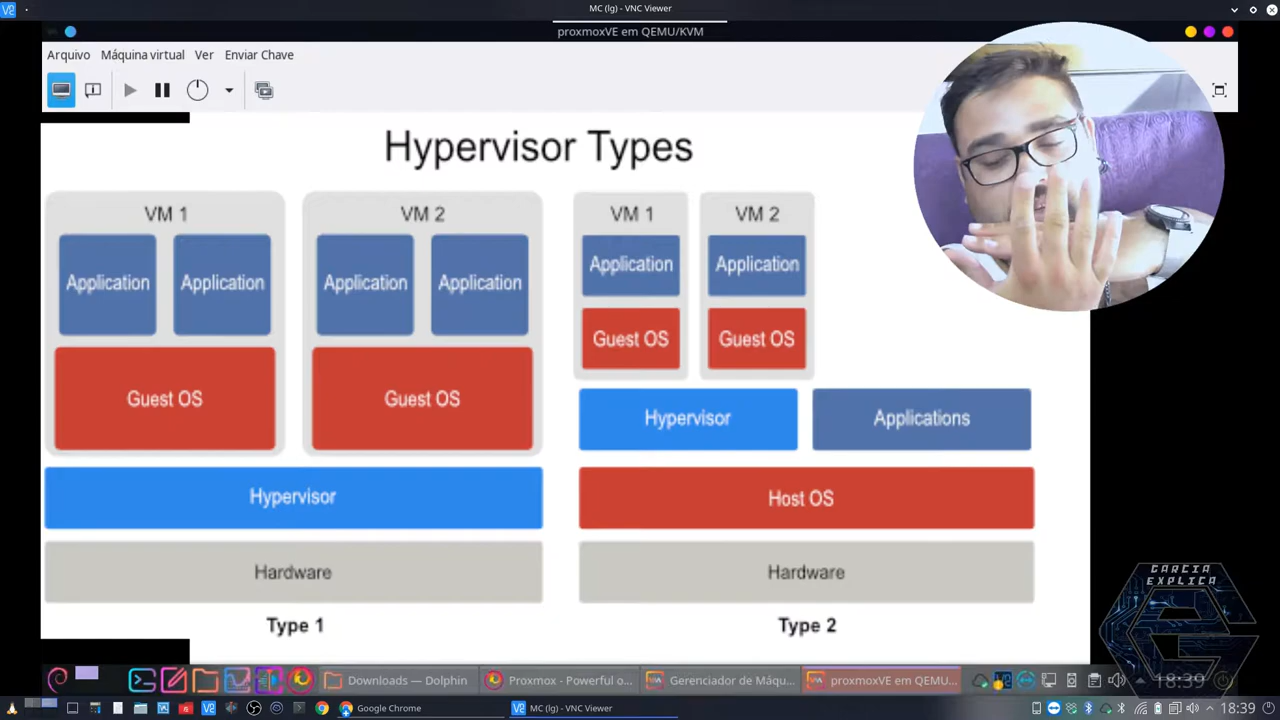 MC (lg) - VNC Viewer
proxmoxVE em QEMU/KVM
Arquivo Máquina virtual Ver Enviar Chave
Hypervisor Types
VM 1 VM 2 VM 1 VM 2
Application Application Application Application Application Application
Guest OS Guest OS Guest OS Guest OS
Hypervisor Applications
Hypervisor Host OS
Hardware Hardware
Type 1 Type 2
GARCIA
EXPLICA
Downloads — Dolphin Proxmox - Powerful o... Gerenciador de Máqu... proxmoxVE em QEMU... 18:39
Google Chrome MC (lg) - VNC Viewer 18:39